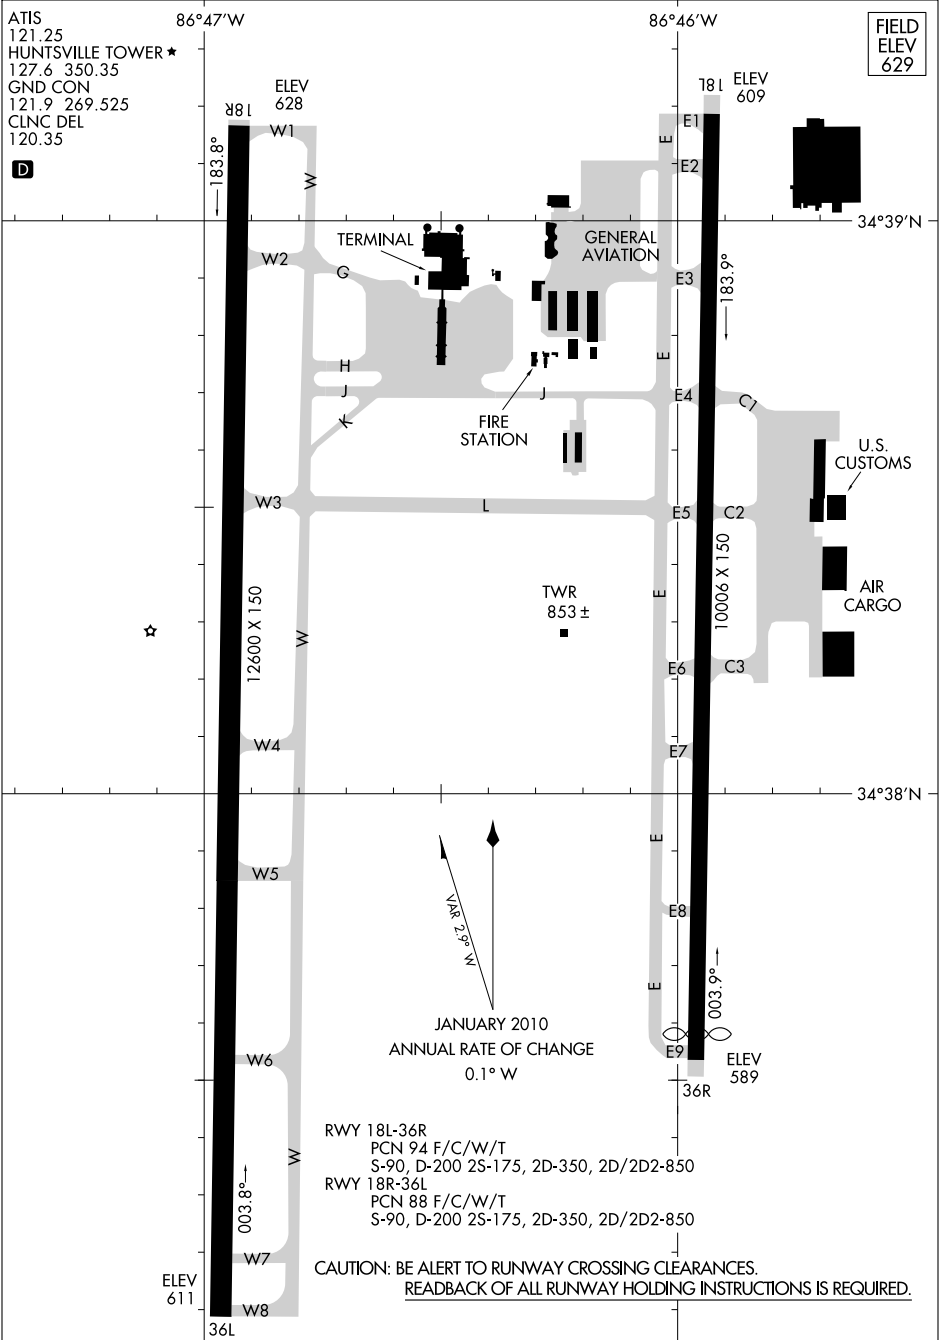 ATIS
121.25
HUNTSVILLE TOWER
127.6 350.35
GND CON
121.9 269.525
CLNC DEL
120.35
D
86°47'W
86°46'W
FIELD
ELEV
629
18R
ELEV
628
18L
ELEV
609
W1
E1
183.8°
W
E
E2
34°39'N
TERMINAL
GENERAL
AVIATION
W2
G
E3
183.9°
H
E
J
J
E4
C1
K
FIRE
STATION
U.S.
CUSTOMS
W3
L
E5
C2
12600 X 150
10006 X 150
TWR
853 ±
E
AIR
CARGO
W
E6
C3
W4
E7
34°38'N
E
W5
VAR 2.9° W
E8
003.9°
E
JANUARY 2010
ANNUAL RATE OF CHANGE
0.1° W
W6
E9
ELEV
589
36R
RWY 18L-36R
PCN 94 F/C/W/T
S-90, D-200 2S-175, 2D-350, 2D/2D2-850
RWY 18R-36L
PCN 88 F/C/W/T
S-90, D-200 2S-175, 2D-350, 2D/2D2-850
W
003.8°
W7
CAUTION: BE ALERT TO RUNWAY CROSSING CLEARANCES.
READBACK OF ALL RUNWAY HOLDING INSTRUCTIONS IS REQUIRED.
ELEV
611
W8
36L